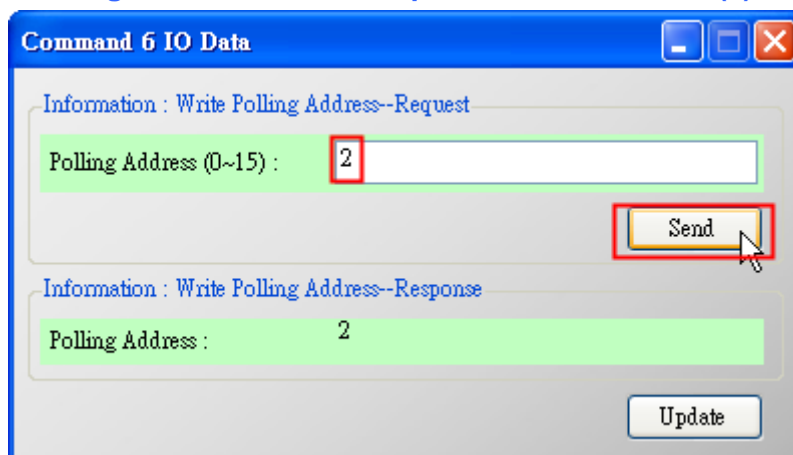 Command 6 IO Data
Information : Write Polling Address--Request
Polling Address (0~15) : 2
Send
Information : Write Polling Address--Response
Polling Address : 2
Update